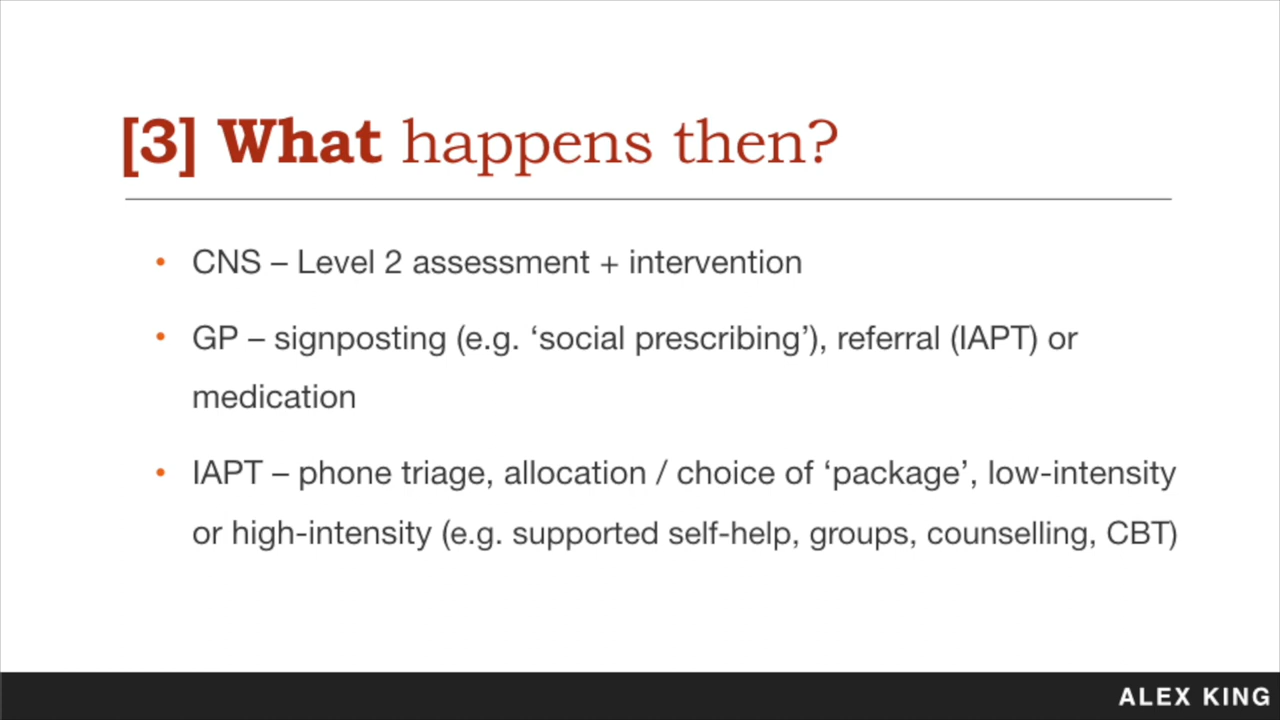 [3] What happens then?
• CNS – Level 2 assessment + intervention
• GP – signposting (e.g. ‘social prescribing’), referral (IAPT) or
medication
• IAPT – phone triage, allocation / choice of ‘package’, low-intensity
or high-intensity (e.g. supported self-help, groups, counselling, CBT)
ALEX KING